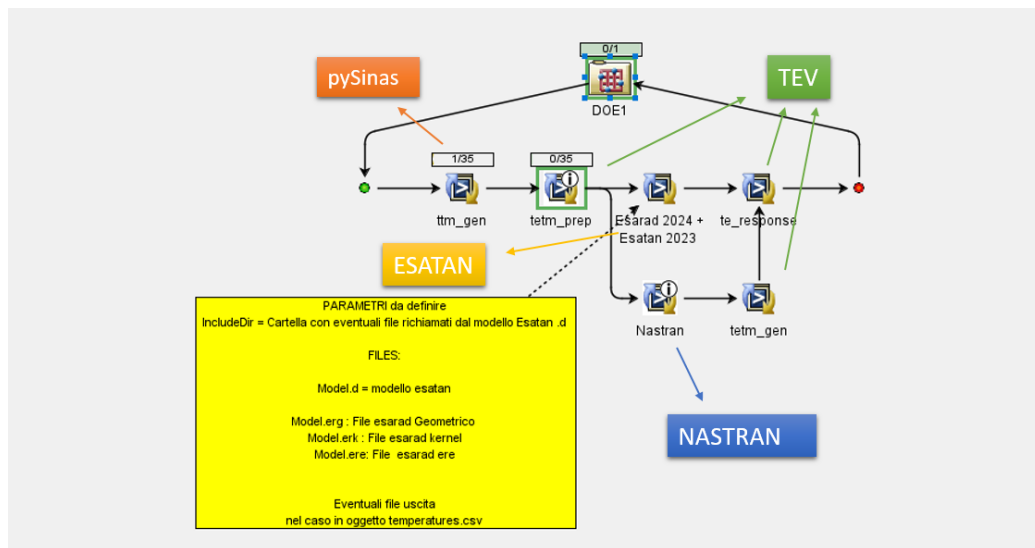 0/1
pySinas
TEV
DOE1
1/35
0/35
ttm_gen
tetm_prep
Esarad 2024 +
Esatan 2023
te_response
ESATAN
PARAMETRI da definire
IncludeDir = Cartella con eventuali file richiamati dal modello Esatan .d
FILES:
Model.d = modello esatan
Model.erg : File esarad Geometrico
Model.erk : File esarad kernel
Model.ere: File esarad ere
Eventuali file uscita
nel caso in oggetto temperatures.csv
Nastran
tetm_gen
NASTRAN